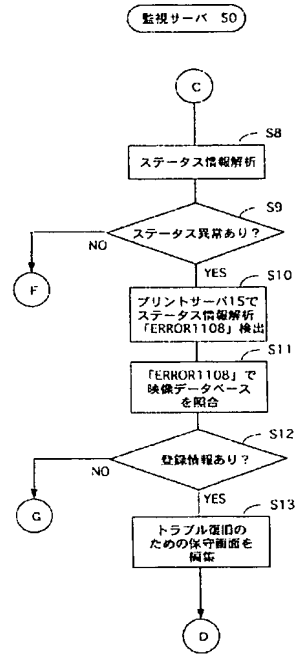 監視サーバ 50
C
S8
ステータス情報解析
S9
ステータス異常あり?
NO
YES
F
S10
プリントサーバ15で
ステータス情報解析
「ERROR1108」検出
S11
「ERROR1108」で
映像データベース
を照合
S12
登録情報あり?
NO
YES
G
S13
トラブル復旧の
ための保守画面を
編集
D